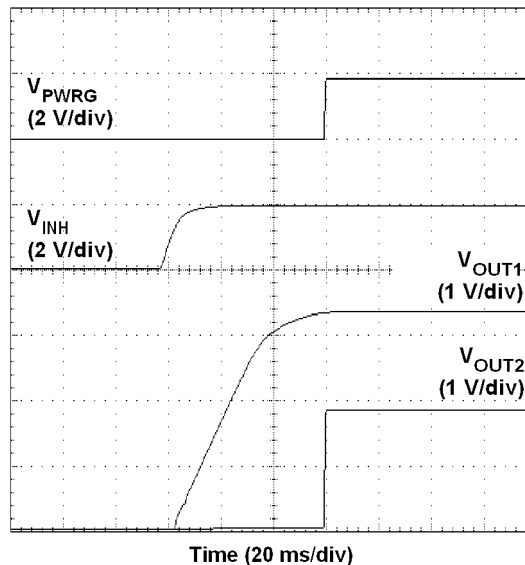 VPWRG
(2 V/div)
VINH
(2 V/div)
VOUT1
(1 V/div)
VOUT2
(1 V/div)
Time (20 ms/div)